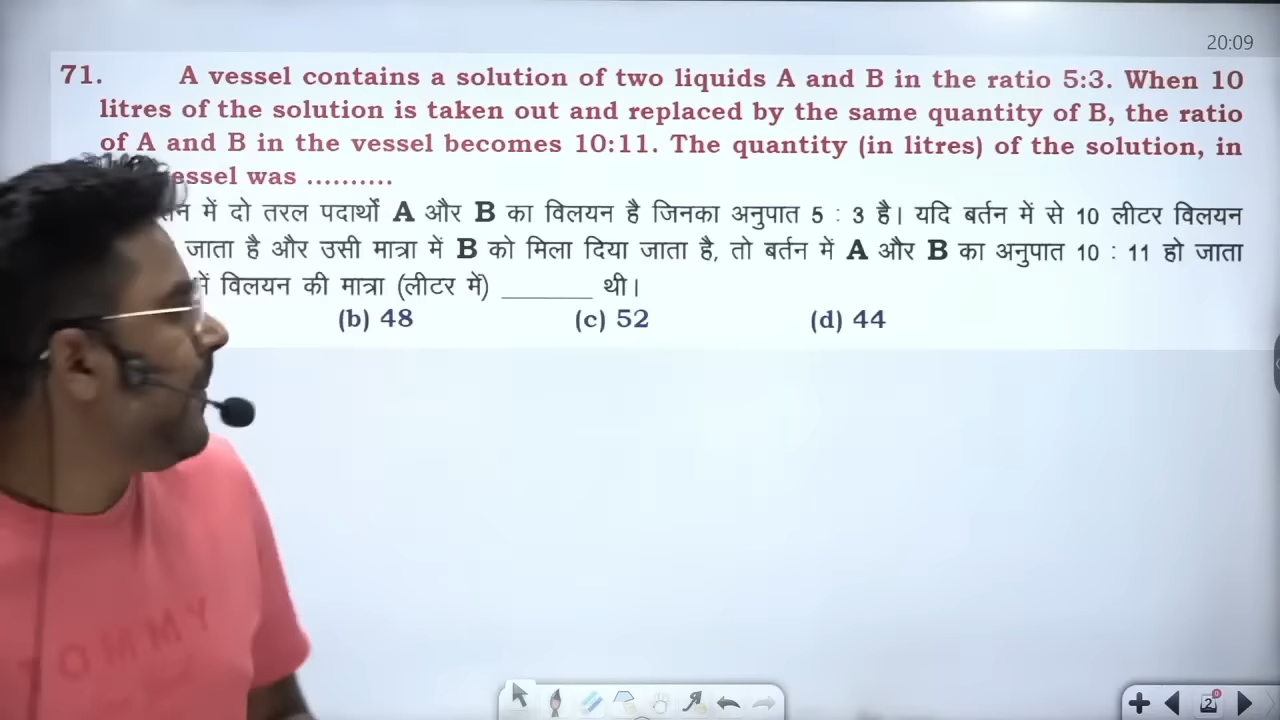 20:09
71. A vessel contains a solution of two liquids A and B in the ratio 5:3. When 10
litres of the solution is taken out and replaced by the same quantity of B, the ratio
of A and B in the vessel becomes 10:11. The quantity (in litres) of the solution, in
was ..........
में दो तरल पदार्थों A और B का विलयन है जिनका अनुपात 5 : 3 है। यदि बर्तन में से 10 लीटर विलयन
जाता है और उसी मात्रा में B को मिला दिया जाता है, तो बर्तन में A और B का अनुपात 10 : 11 हो जाता
में विलयन की मात्रा (लीटर में) ________ थी।
(b) 48 (c) 52 (d) 44
TOMMY
2